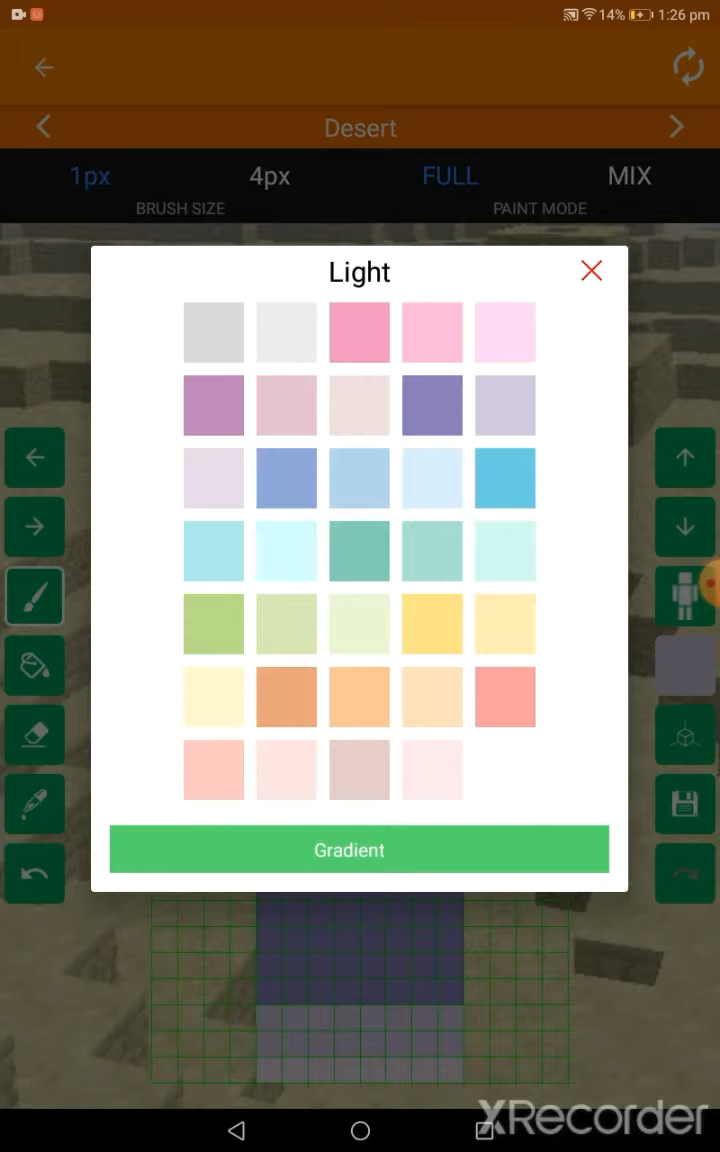 14% 1:26 pm
Desert
1px 4px FULL MIX
BRUSH SIZE PAINT MODE
Light
Gradient
XRecorder